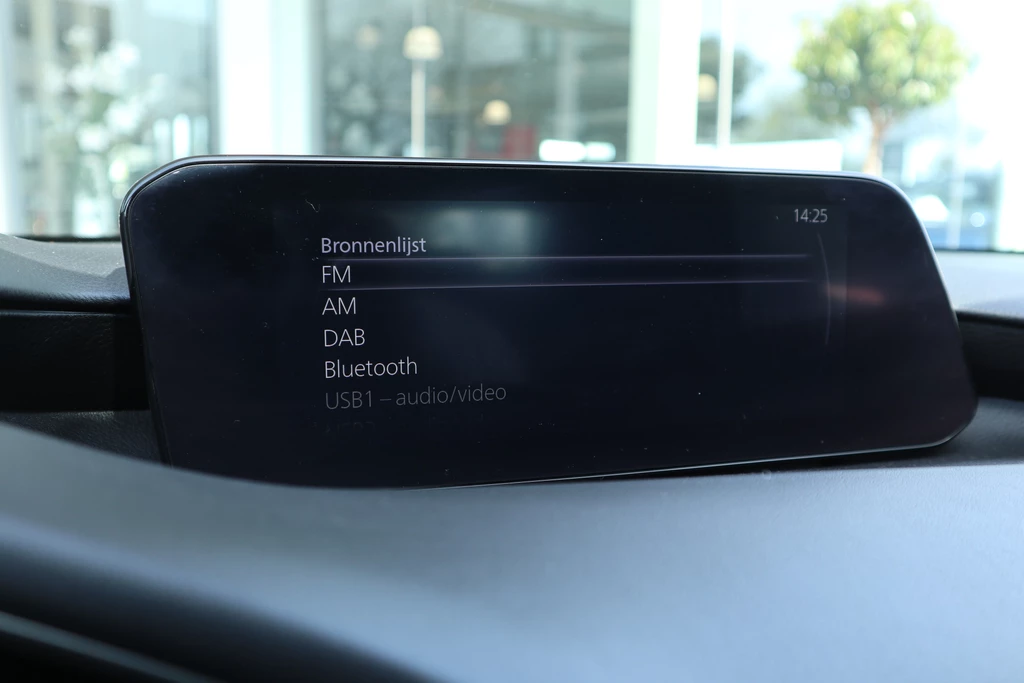 14:25
Bronnenlijst
FM
AM
DAB
Bluetooth
USB1 – audio/video